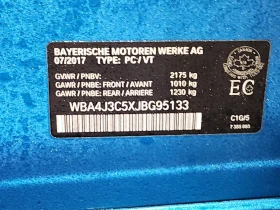 BAYERISCHE MOTOREN WERKE AG
07/2017 TYPE: PC/VT
GVWR / PNBV: 2175 kg
GAWR / PNBE: FRONT / AVANT 1010 kg
GAWR / PNBE: REAR / ARRIERE 1230 kg
WBA4J3C5XJBG95133
EC
C1G/5